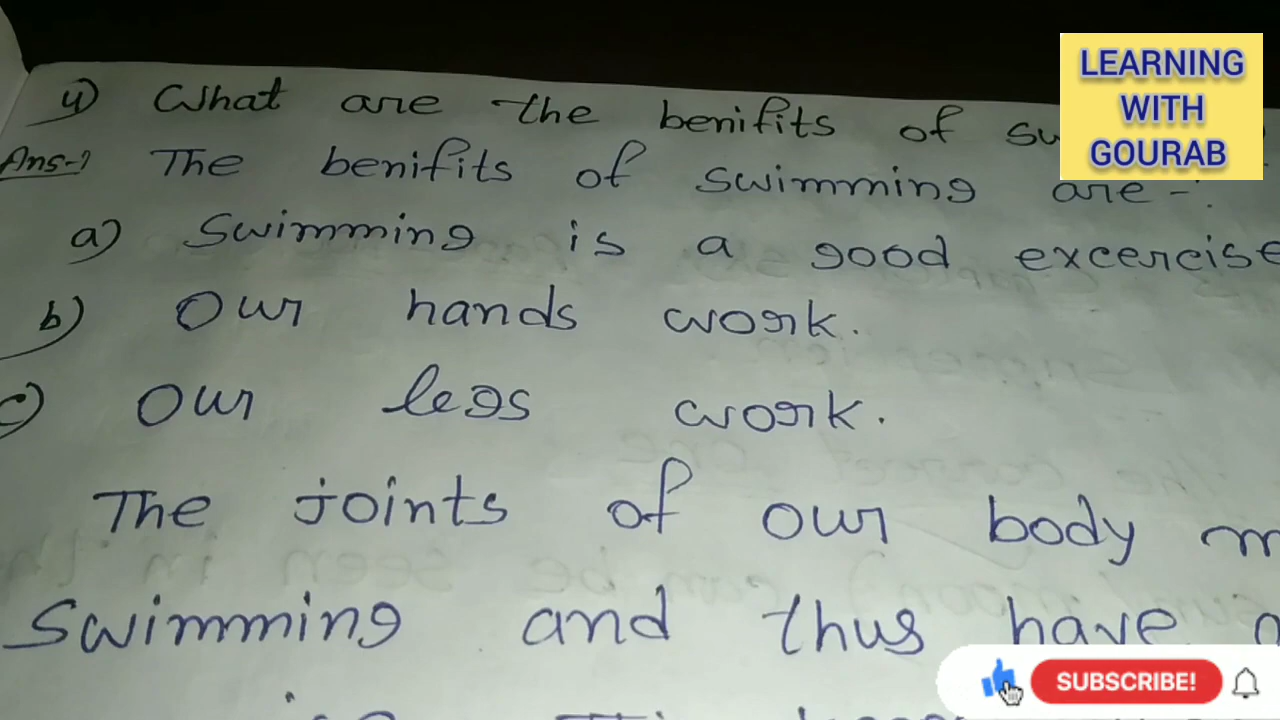 4) What are the benifits of
Ans-? The benifits of swimming are-:
a) Swimming is a good excercise
b) Our hands work.
c) Our legs work.
The joints of our body
Swimming and thus have
LEARNING
WITH
GOURAB
SUBSCRIBE!